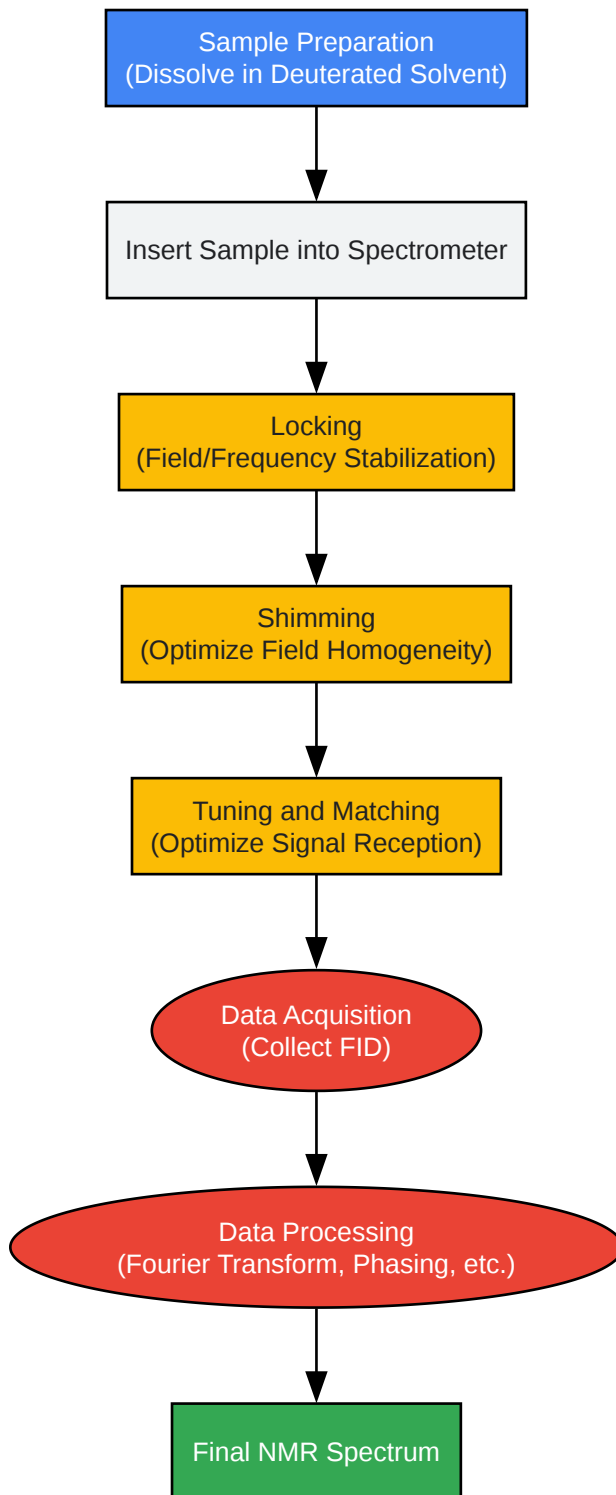 Sample Preparation
(Dissolve in Deuterated Solvent)
Insert Sample into Spectrometer
Locking
(Field/Frequency Stabilization)
Shimming
(Optimize Field Homogeneity)
Tuning and Matching
(Optimize Signal Reception)
Data Acquisition
(Collect FID)
Data Processing
(Fourier Transform, Phasing, etc.)
Final NMR Spectrum